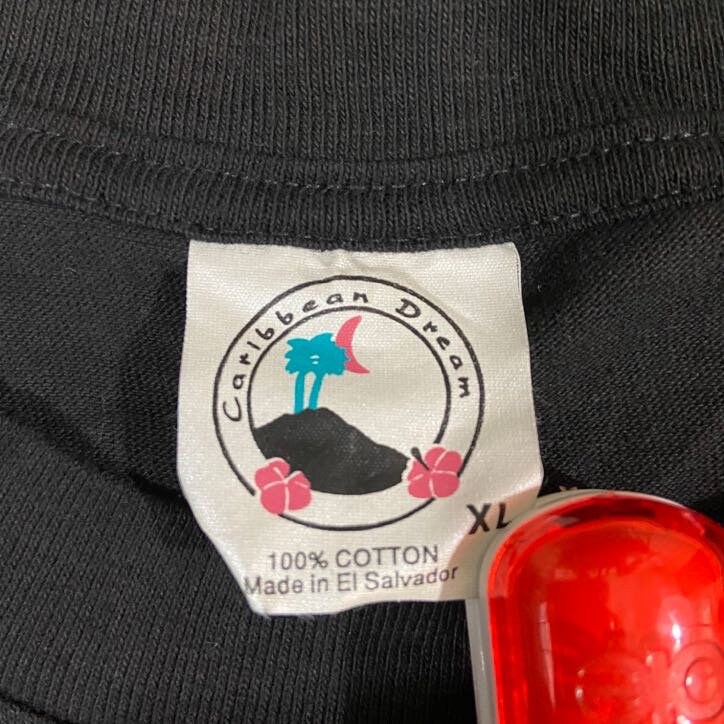 Caribbean Dream
XL
100% COTTON
Made in El Salvador